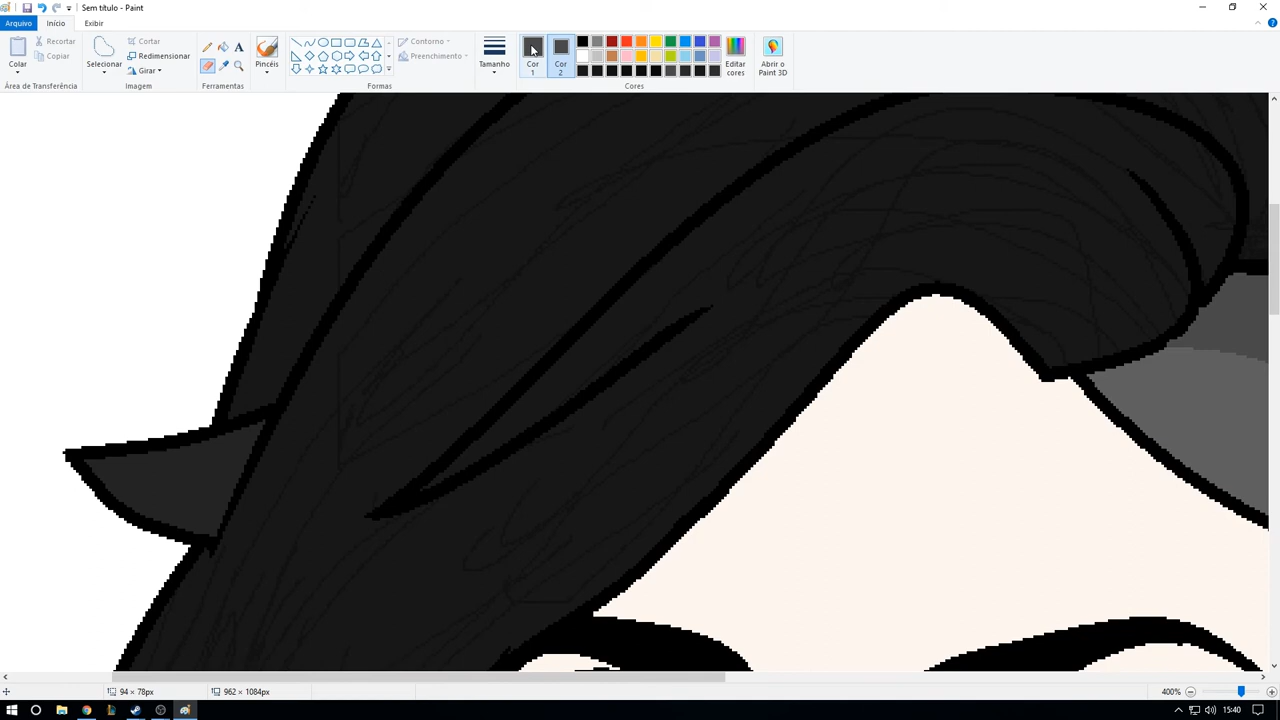 Sem título - Paint
Arquivo Início Exibir
Colar
Recortar
Copiar
Área de Transferência
Selecionar
Cortar
Redimensionar
Girar
Imagem
A
Ferramentas
Pincéis
Contorno
Preenchimento
Formas
Tamanho
Cor
1
Cor
2
Cores
Editar
cores
Abrir o
Paint 3D
94 × 78px
962 × 1084px
400%
15:40